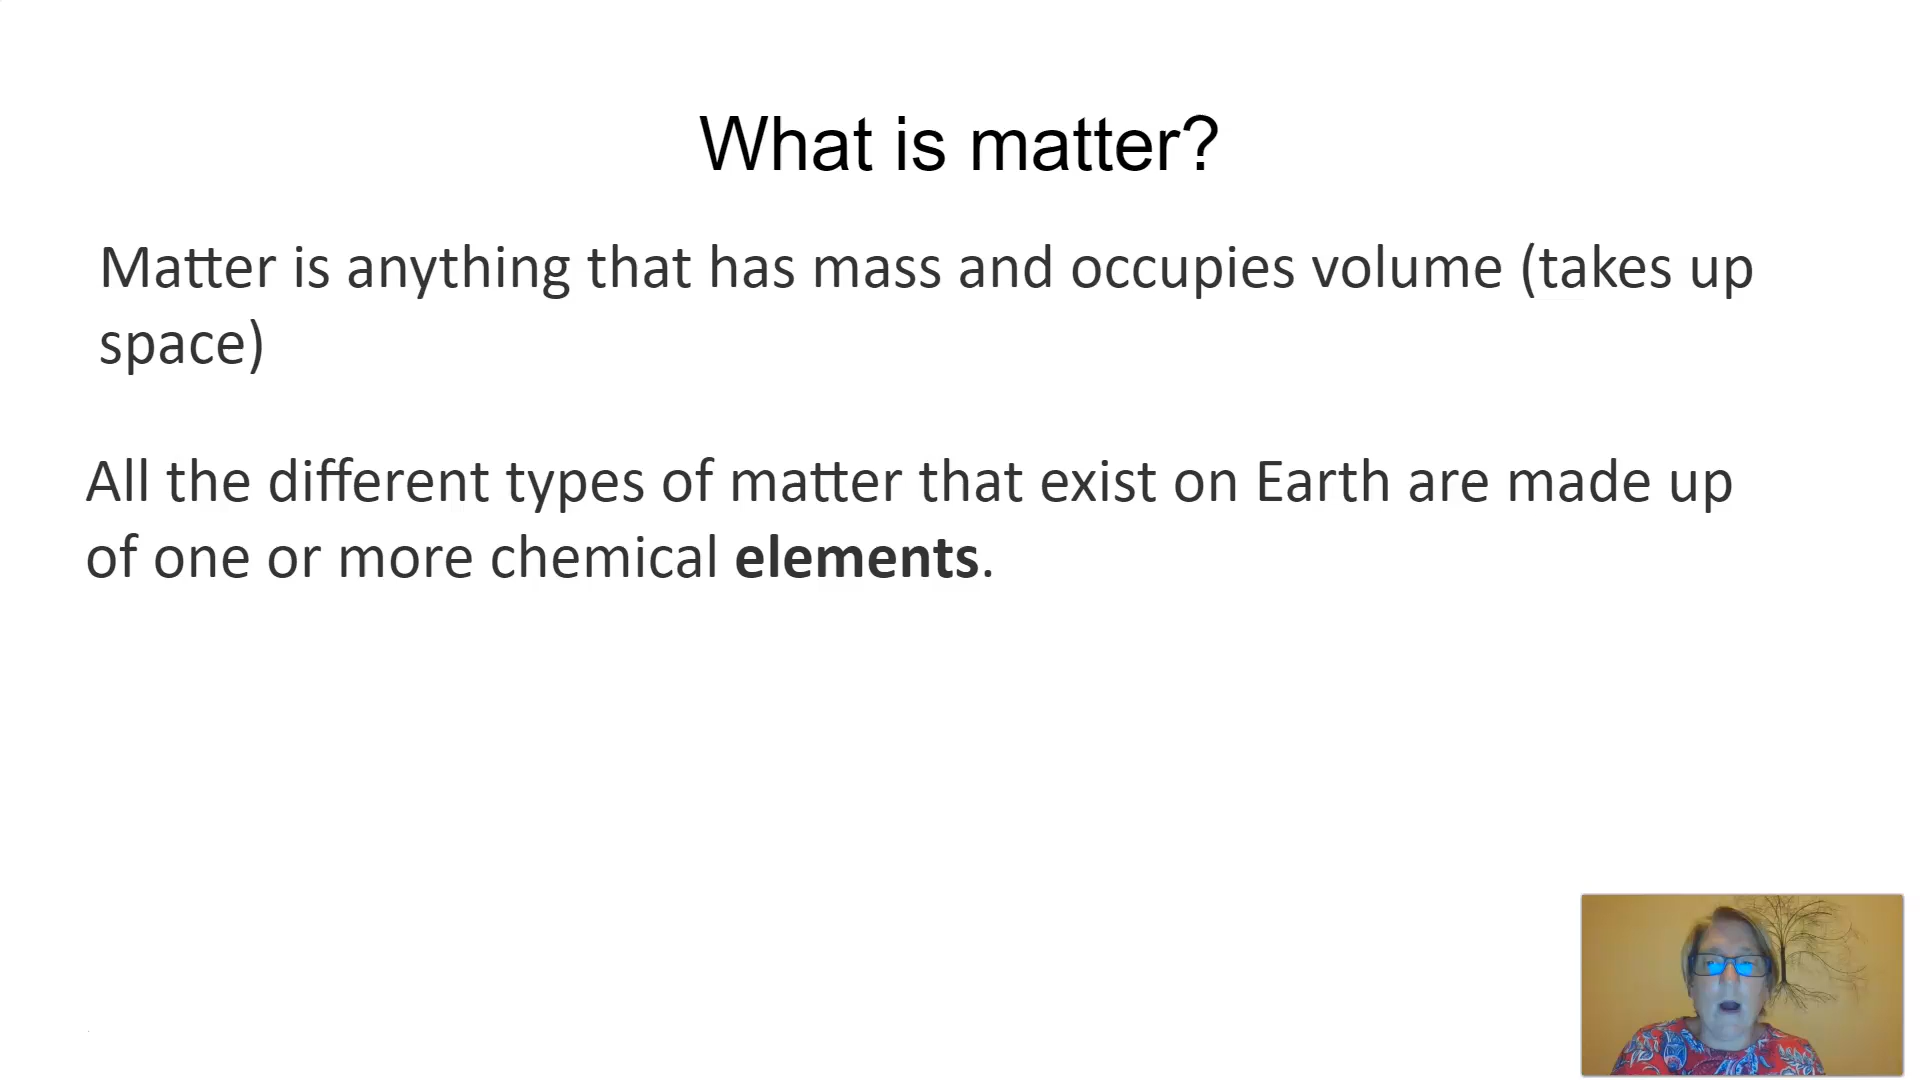 What is matter?
Matter is anything that has mass and occupies volume (takes up
space)
All the different types of matter that exist on Earth are made up
of one or more chemical elements.